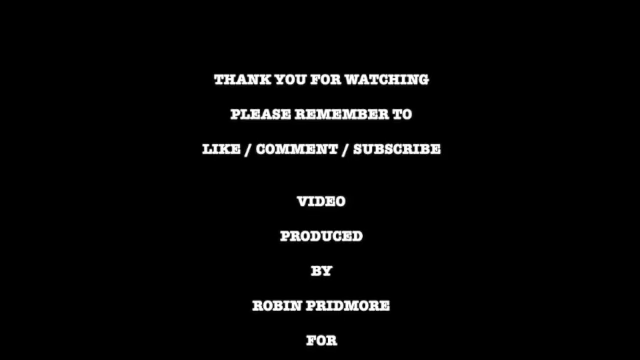 THANK YOU FOR WATCHING
PLEASE REMEMBER TO
LIKE / COMMENT / SUBSCRIBE
VIDEO
PRODUCED
BY
ROBIN PRIDMORE
FOR